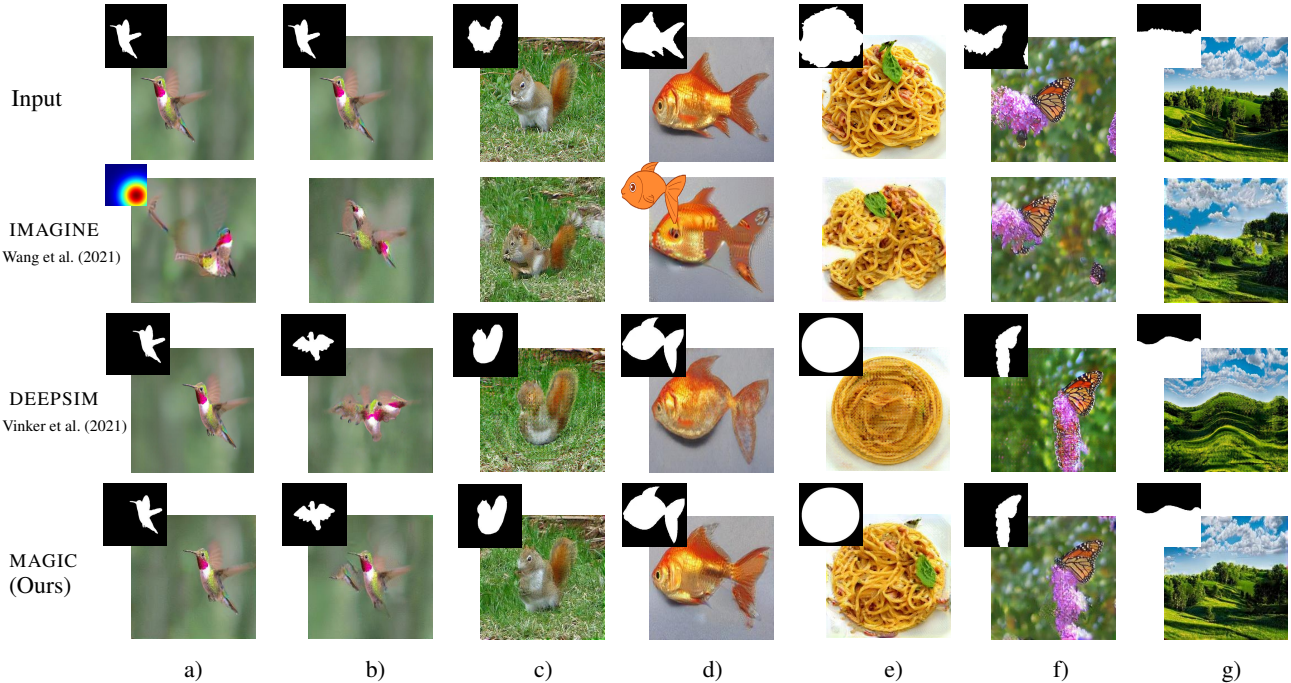 Input
IMAGINE
Wang et al. (2021)
DEEPSIM
Vinker et al. (2021)
MAGIC
(Ours)
a) b) c) d) e) f) g)